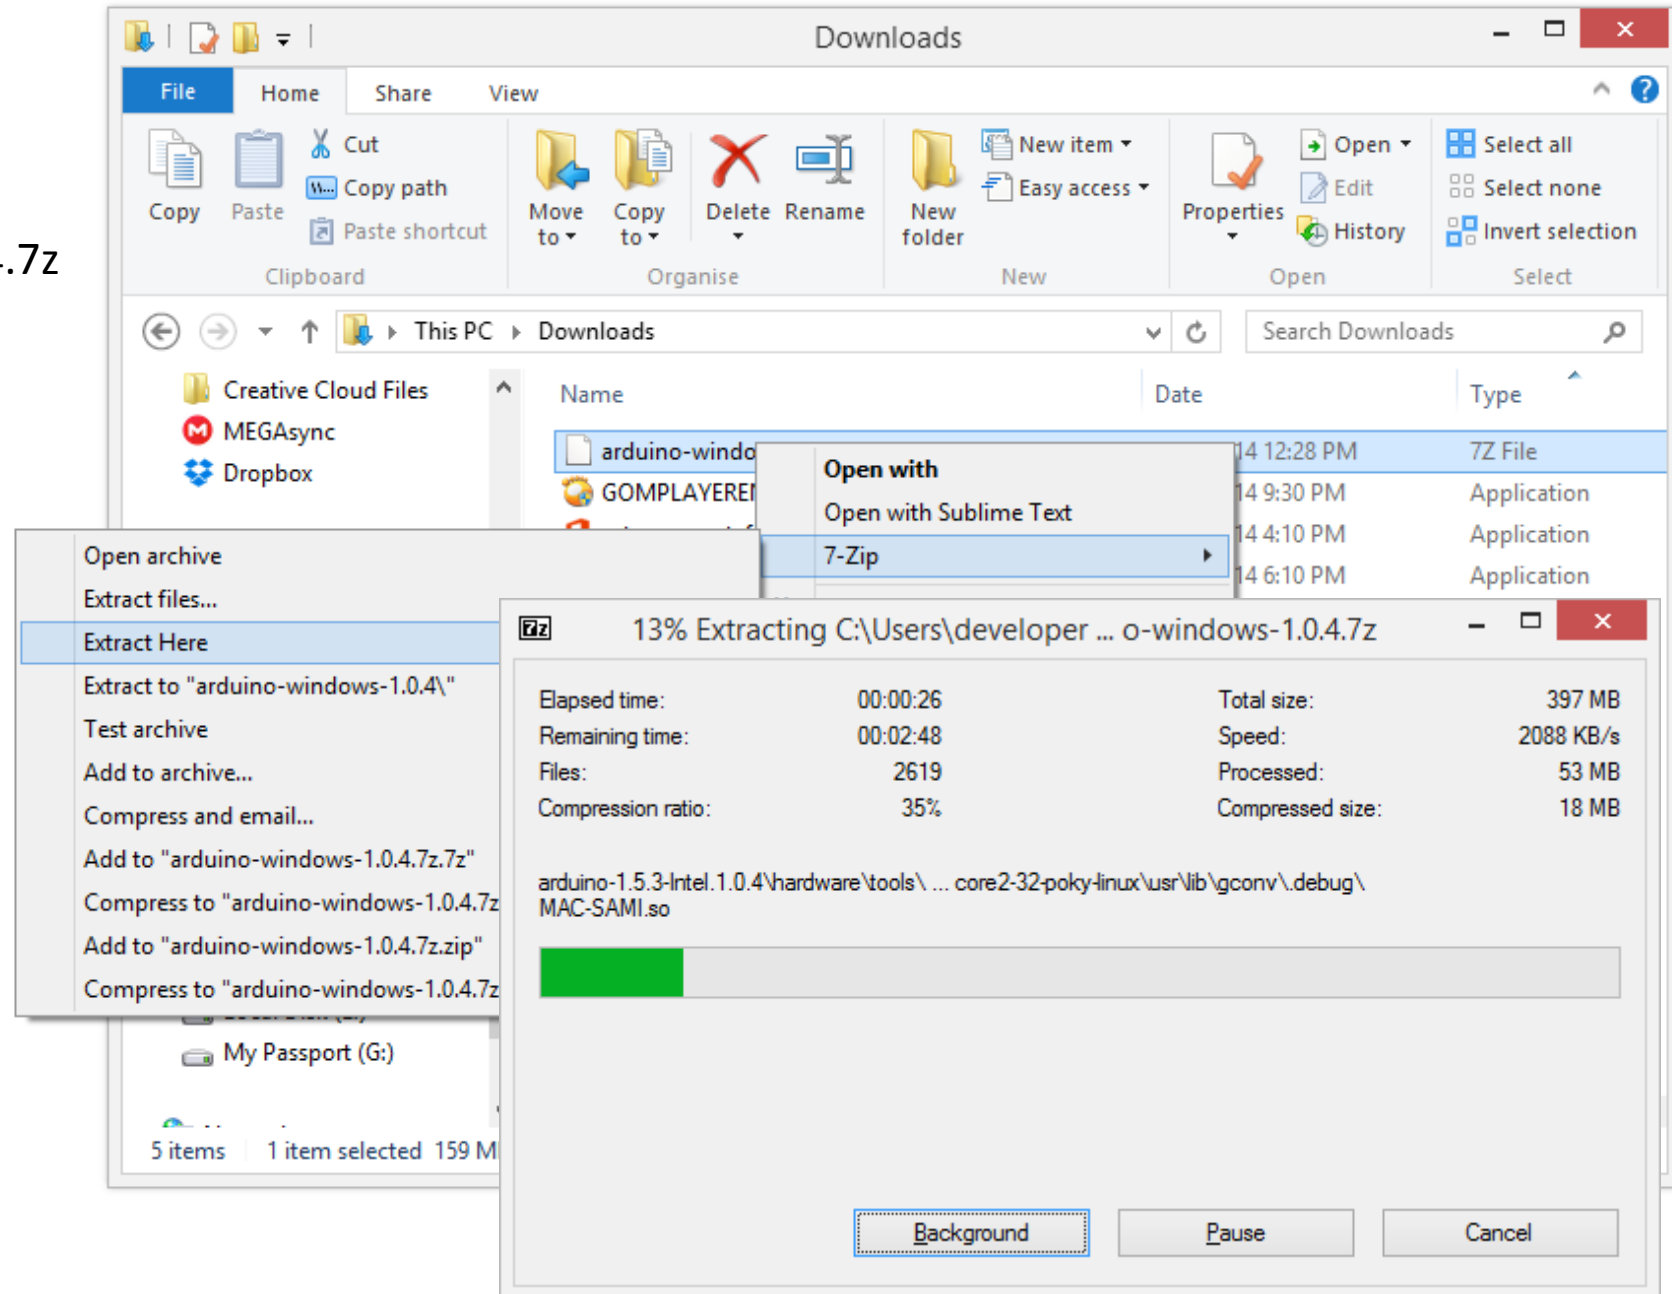 .7z
Downloads
File Home Share View
Copy
Paste
Cut
Copy path
Paste shortcut
Clipboard
Move to
Copy to
Delete
Rename
Organise
New folder
New item
Easy access
New
Properties
Open
Edit
History
Open
Select all
Select none
Invert selection
Select
This PC Downloads
Search Downloads
Creative Cloud Files
MEGAsync
Dropbox
Name Date Type
arduino-windo 14 12:28 PM 7Z File
14 9:30 PM Application
14 4:10 PM Application
14 6:10 PM Application
Open with
Open with Sublime Text
7-Zip
Open archive
Extract files...
Extract Here
Extract to "arduino-windows-1.0.4\"
Test archive
Add to archive...
Compress and email...
Add to "arduino-windows-1.0.4.7z.7z"
Compress to "arduino-windows-1.0.4.7z
Add to "arduino-windows-1.0.4.7z.zip"
Compress to "arduino-windows-1.0.4.7z
My Passport (G:)
5 items 1 item selected 159 M
13% Extracting C:\Users\developer ... o-windows-1.0.4.7z
Elapsed time: 00:00:26 Total size: 397 MB
Remaining time: 00:02:48 Speed: 2088 KB/s
Files: 2619 Processed: 53 MB
Compression ratio: 35% Compressed size: 18 MB
arduino-1.5.3-Intel.1.0.4\hardware\tools\ ... core2-32-poky-linux\usr\lib\gconv\.debug\
MAC-SAMI.so
Background Pause Cancel